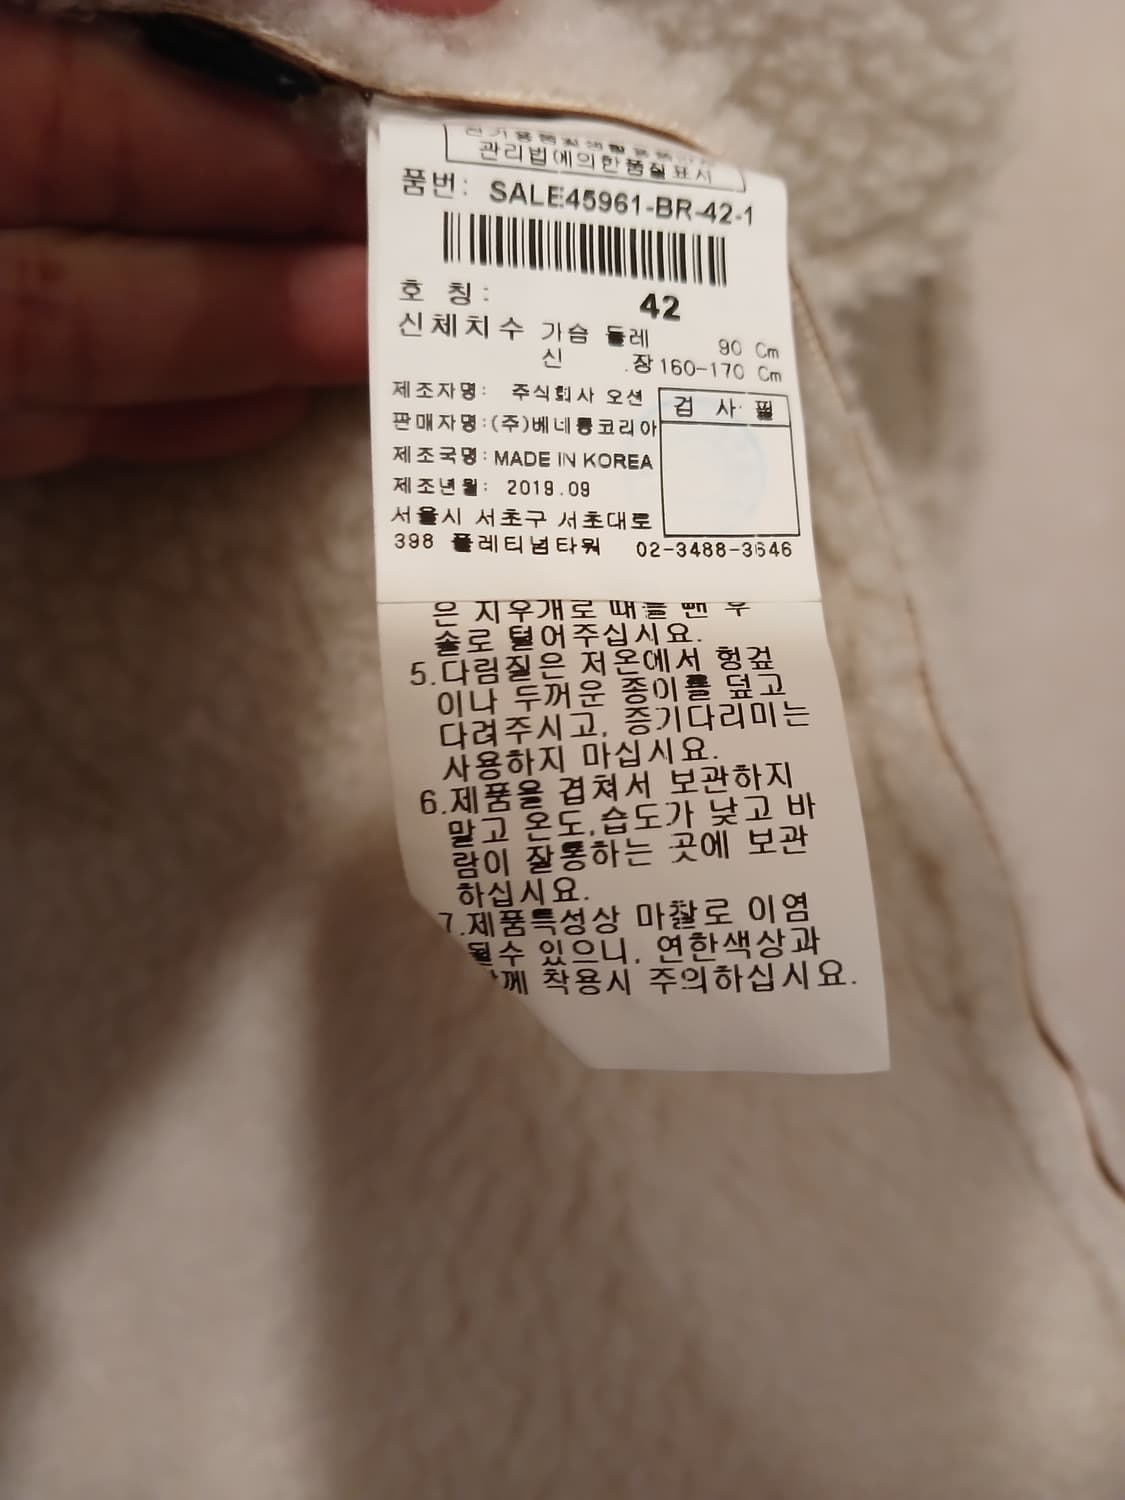 관리법에의한품질표시
품번: SALE45961-BR-42-1
호 칭: 42
신체치수 가슴 둘레 90 Cm
신 장 160-170 Cm
제조자명: 주식회사 오션
검 사 필
판매자명:(주)베네통코리아
제조국명: MADE IN KOREA
제조년월: 2019.09
서울시 서초구 서초대로
398 플레티넘타워 02-3488-3646
은 지우개로 때를 뺀 후
솔로 털어주십시요.
5.다림질은 저온에서 헝겊
이나 두꺼운 종이를 덮고
다려주시고, 증기다리미는
사용하지 마십시요.
6.제품을 겹쳐서 보관하지
말고 온도,습도가 낮고 바
람이 잘통하는 곳에 보관
하십시요.
7.제품특성상 마찰로 이염
될수 있으니, 연한색상과
착용시 주의하십시요.